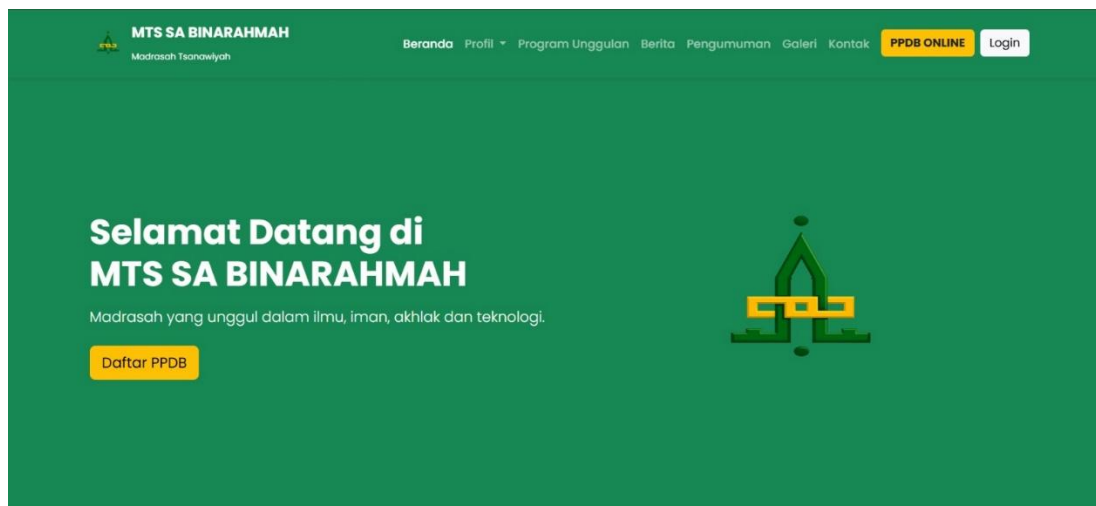 MTS SA BINARAHMAH
Madrasah Tsanawiyah
Beranda Profil Program Unggulan Berita Pengumuman Galeri Kontak PPDB ONLINE Login
Selamat Datang di
MTS SA BINARAHMAH
Madrasah yang unggul dalam ilmu, iman, akhlak dan teknologi.
Daftar PPDB